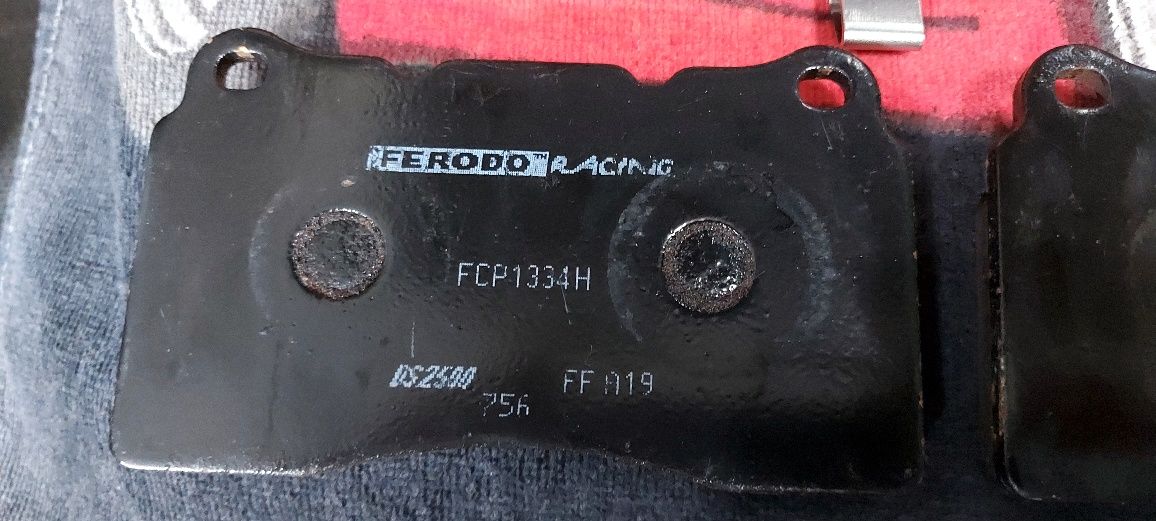 FERODO RACING
FCP1334H
DS2500
FF A19
756